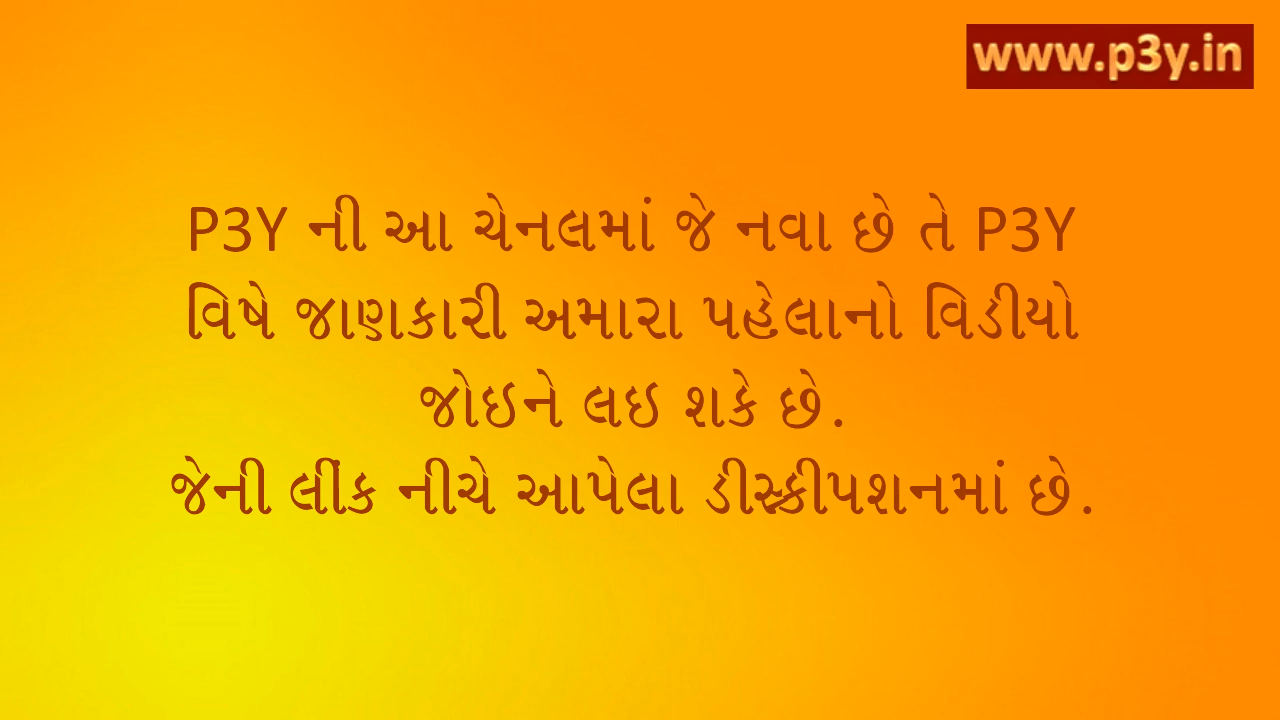 www.p3y.in
P3Y ની આ ચેનલમાં જે નવા છે તે P3Y
વિષે જાણકારી અમારા પહેલાનો વિડીયો
જોઇને લઇ શકે છે.
જેની લીંક નીચે આપેલા ડીસ્ક્રીપશનમાં છે.